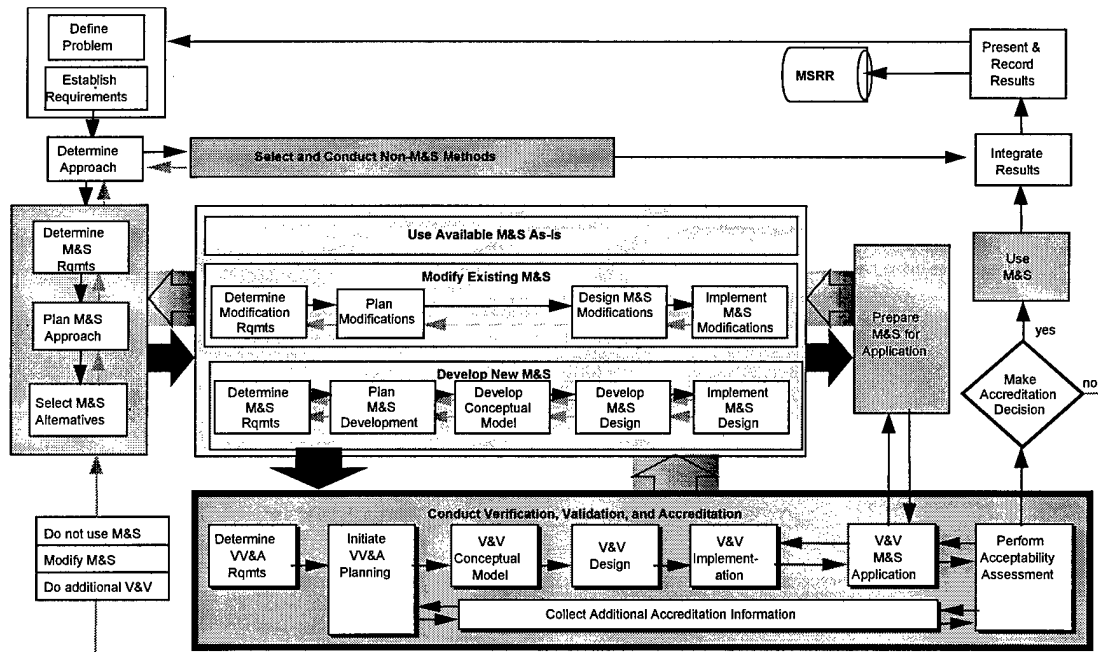 Define
Problem
Establish
Requirements
Determine
Approach
Select and Conduct Non-M&S Methods
MSRR
Present &
Record
Results
Integrate
Results
Determine
M&S
Rqmts
Plan M&S
Approach
Select M&S
Alternatives
Use Available M&S As-Is
Modify Existing M&S
Determine
Modification
Rqmts
Plan
Modifications
Design M&S
Modifications
Implement
M&S
Modifications
Develop New M&S
Determine
M&S
Rqmts
Plan
M&S
Development
Develop
Conceptual
Model
Develop
M&S
Design
Implement
M&S
Design
Prepare
M&S for
Application
Use
M&S
yes
Make
Accreditation
Decision
no
Do not use M&S
Modify M&S
Do additional V&V
Conduct Verification, Validation, and Accreditation
Determine
VV&A
Rqmts
Initiate
VV&A
Planning
V&V
Conceptual
Model
V&V
Design
V&V
Implement-
ation
V&V
M&S
Application
Perform
Acceptability
Assessment
Collect Additional Accreditation Information